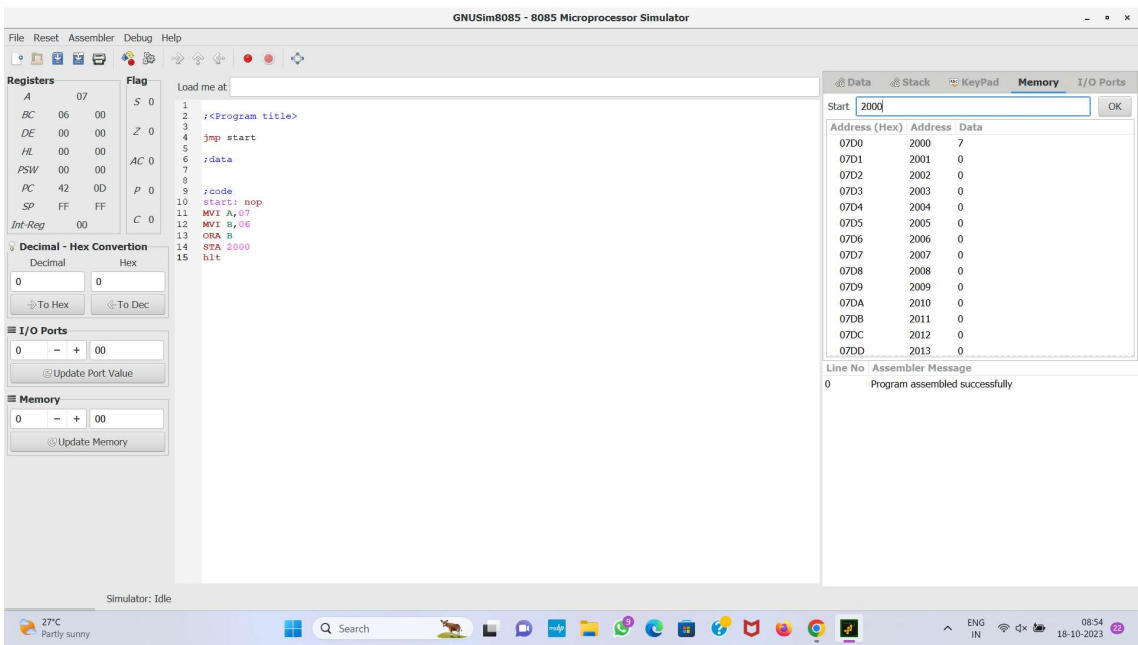 GNUSim8085 - 8085 Microprocessor Simulator
File Reset Assembler Debug Help
Registers
A 07
BC 06 00
DE 00 00
HL 00 00
PSW 00 00
PC 42 0D
SP FF FF
Int-Reg 00
Flag
S 0
Z 0
AC 0
P 0
C 0
Decimal - Hex Convertion
Decimal Hex
0 0
To Hex To Dec
I/O Ports
0 - + 00
Update Port Value
Memory
0 - + 00
Update Memory
Load me at
1
2 ;<Program title>
3
4 jmp start
5
6 ;data
7
8
9 ;code
10 start: nop
11 MVI A,07
12 MVI B,06
13 ORA B
14 STA 2000
15 hlt
Data Stack KeyPad Memory I/O Ports
Start 2000 OK
Address (Hex) Address Data
07D0 2000 7
07D1 2001 0
07D2 2002 0
07D3 2003 0
07D4 2004 0
07D5 2005 0
07D6 2006 0
07D7 2007 0
07D8 2008 0
07D9 2009 0
07DA 2010 0
07DB 2011 0
07DC 2012 0
07DD 2013 0
Line No Assembler Message
0 Program assembled successfully
Simulator: Idle
27°C
Partly sunny
Search
9
ENG
IN
08:54
18-10-2023
22